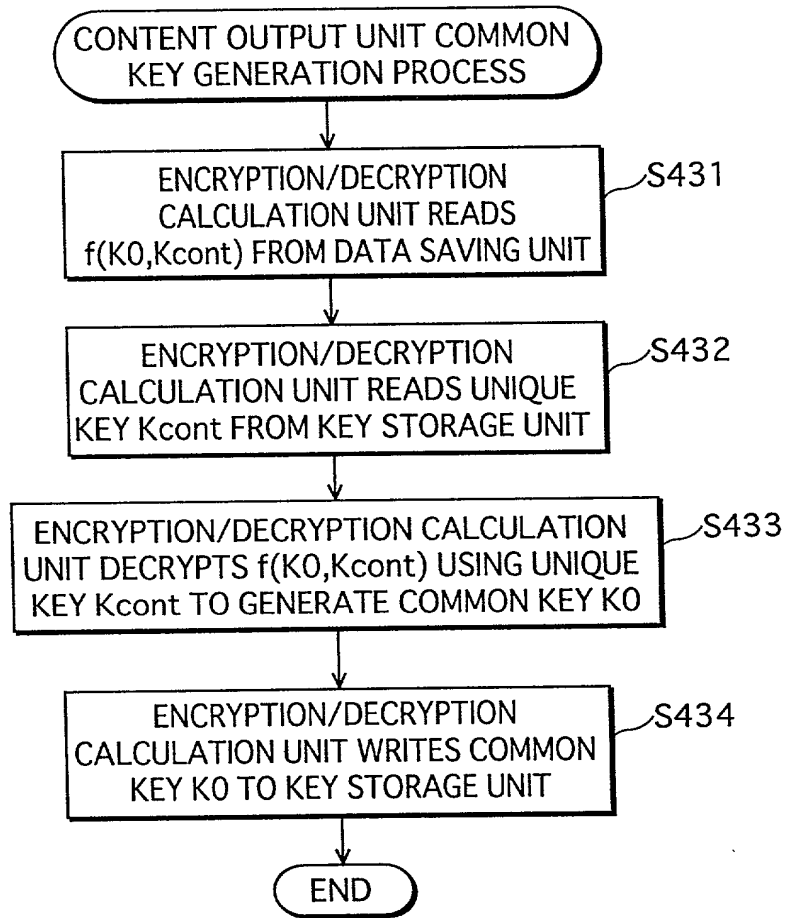 CONTENT OUTPUT UNIT COMMON
KEY GENERATION PROCESS
ENCRYPTION/DECRYPTION
CALCULATION UNIT READS
f(K0,Kcont) FROM DATA SAVING UNIT
S431
ENCRYPTION/DECRYPTION
CALCULATION UNIT READS UNIQUE
KEY Kcont FROM KEY STORAGE UNIT
S432
ENCRYPTION/DECRYPTION CALCULATION
UNIT DECRYPTS f(K0,Kcont) USING UNIQUE
KEY Kcont TO GENERATE COMMON KEY K0
S433
ENCRYPTION/DECRYPTION
CALCULATION UNIT WRITES COMMON
KEY K0 TO KEY STORAGE UNIT
S434
END